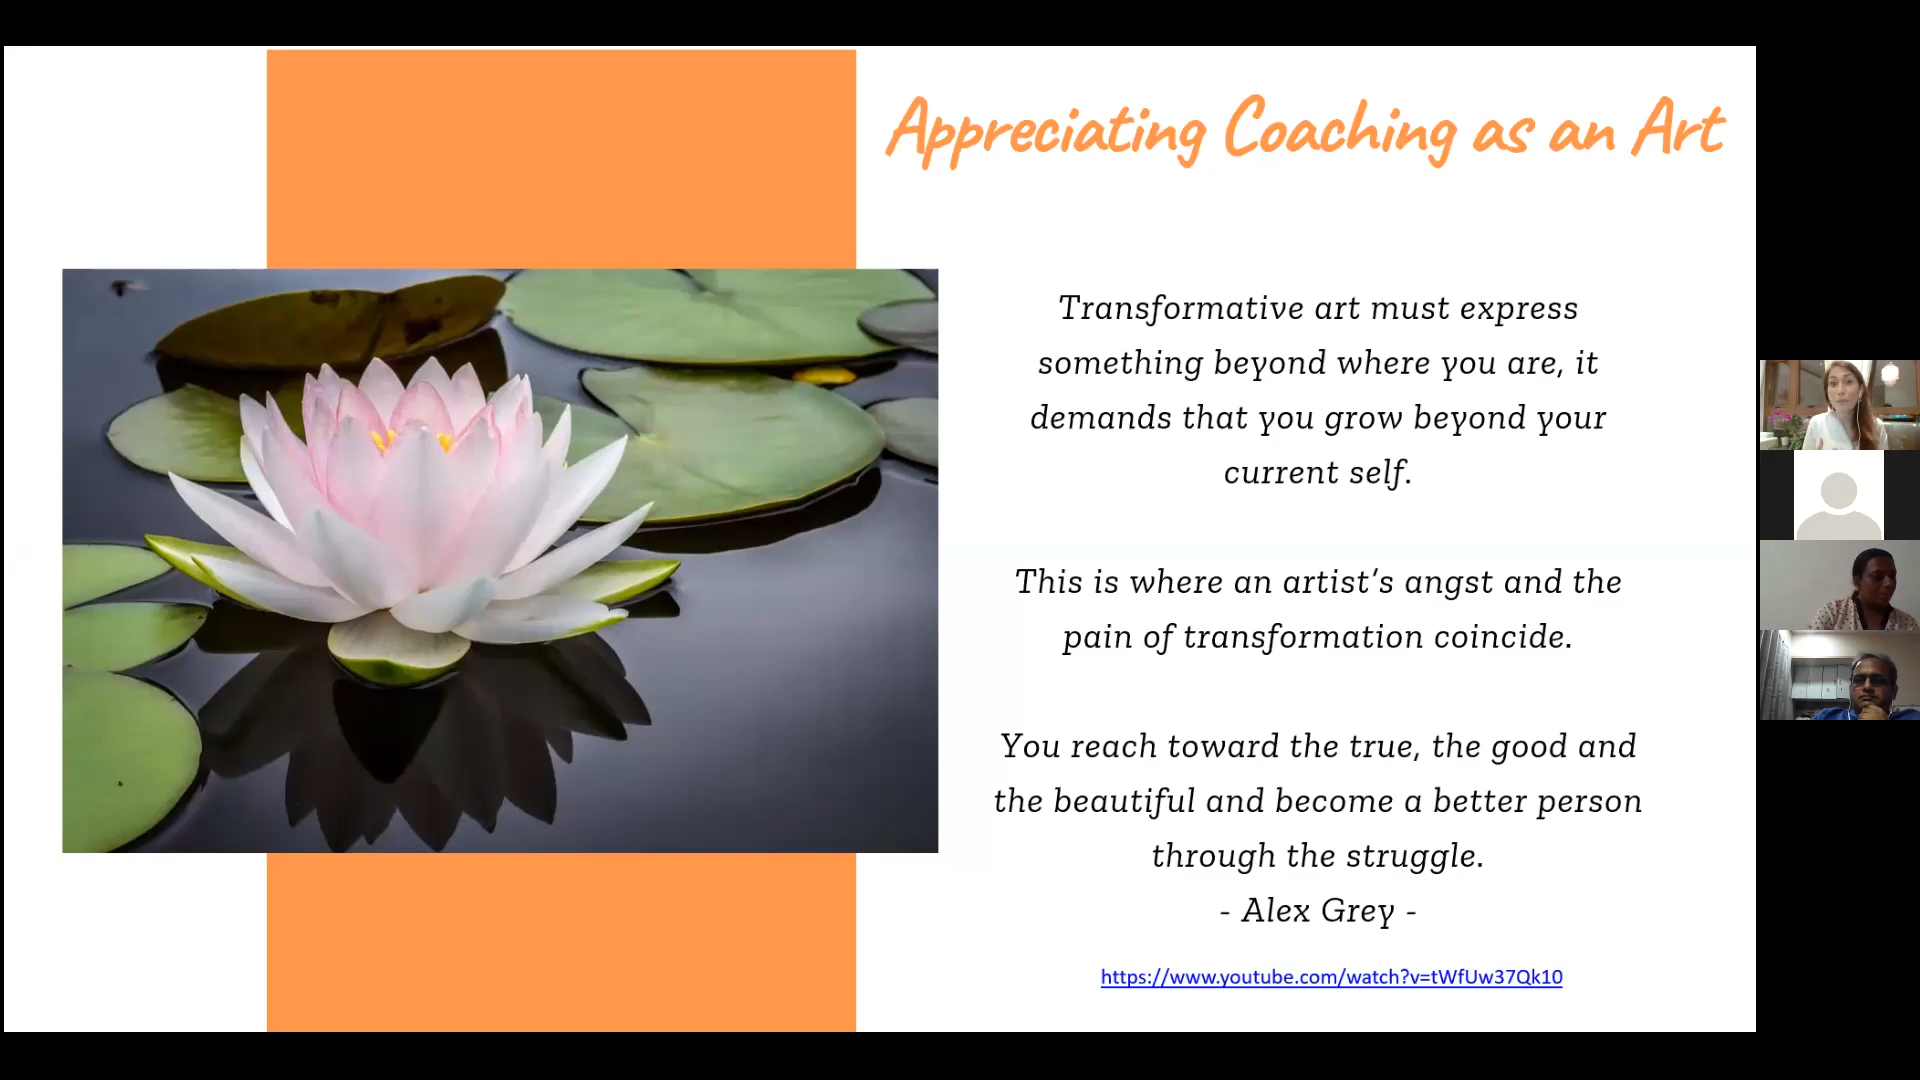 Appreciating Coaching as an Art
Transformative art must express
something beyond where you are, it
demands that you grow beyond your
current self.
This is where an artist’s angst and the
pain of transformation coincide.
You reach toward the true, the good and
the beautiful and become a better person
through the struggle.
- Alex Grey -
https://www.youtube.com/watch?v=tWfUw37Qk10